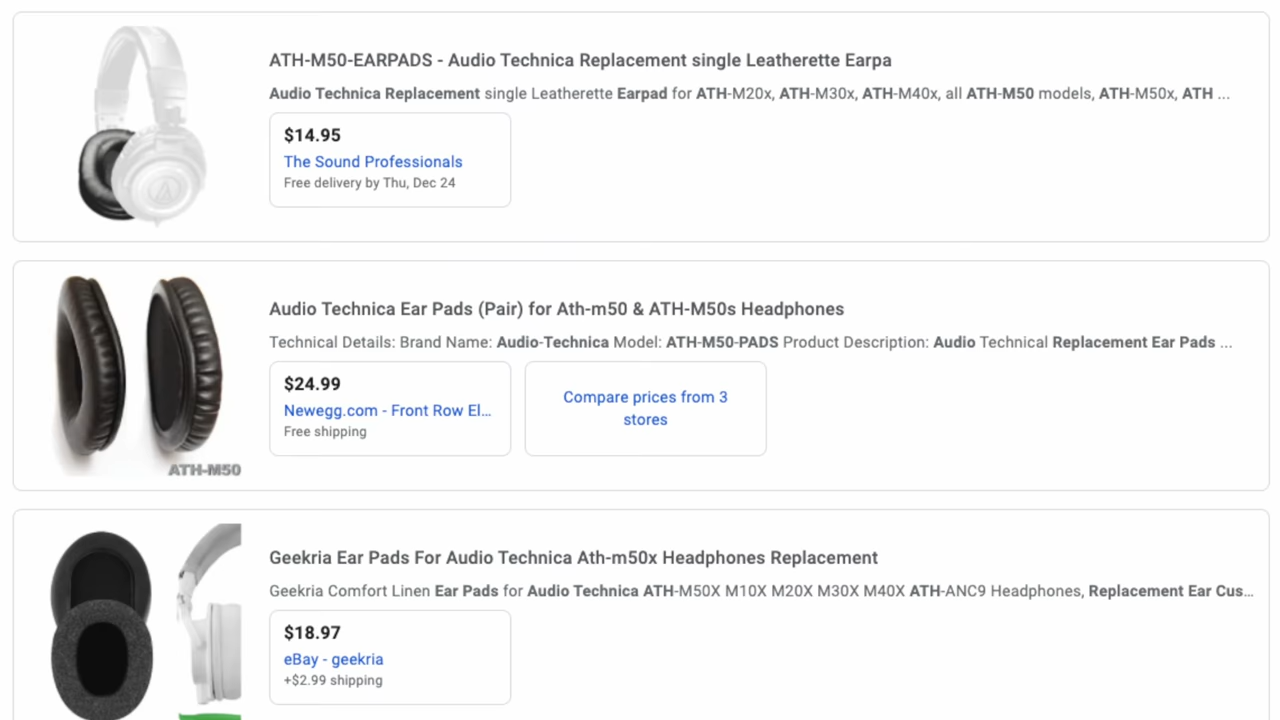 ATH-M50-EARPADS - Audio Technica Replacement single Leatherette Earpa
Audio Technica Replacement single Leatherette Earpad for ATH-M20x, ATH-M30x, ATH-M40x, all ATH-M50 models, ATH-M50x, ATH ...
$14.95
The Sound Professionals
Free delivery by Thu, Dec 24
Audio Technica Ear Pads (Pair) for Ath-m50 & ATH-M50s Headphones
Technical Details: Brand Name: Audio-Technica Model: ATH-M50-PADS Product Description: Audio Technical Replacement Ear Pads ...
$24.99
Newegg.com - Front Row El...
Free shipping
Compare prices from 3
stores
ATH-M50
Geekria Ear Pads For Audio Technica Ath-m50x Headphones Replacement
Geekria Comfort Linen Ear Pads for Audio Technica ATH-M50X M10X M20X M30X M40X ATH-ANC9 Headphones, Replacement Ear Cus...
$18.97
eBay - geekria
+$2.99 shipping